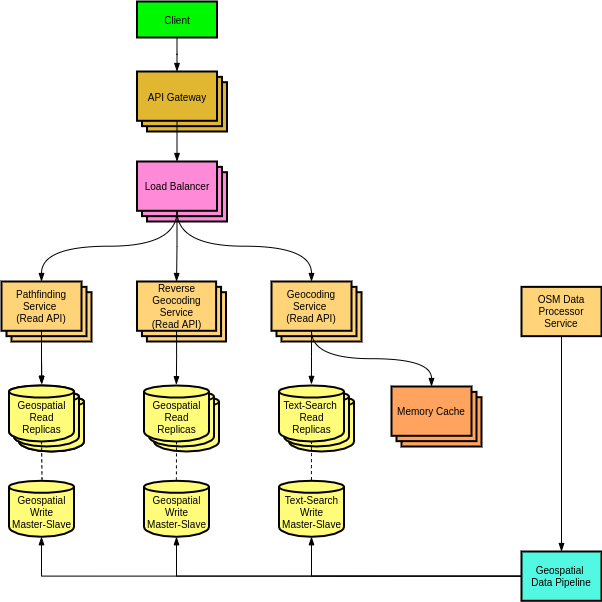 Client
API Gateway
Load Balancer
Pathfinding
Service
(Read API)
Reverse
Geocoding
Service
(Read API)
Geocoding
Service
(Read API)
OSM Data
Processor
Service
Geospatial
Read
Replicas
Geospatial
Read
Replicas
Text-Search
Read
Replicas
Memory Cache
Geospatial
Write
Master-Slave
Geospatial
Write
Master-Slave
Text-Search
Write
Master-Slave
Geospatial
Data Pipeline